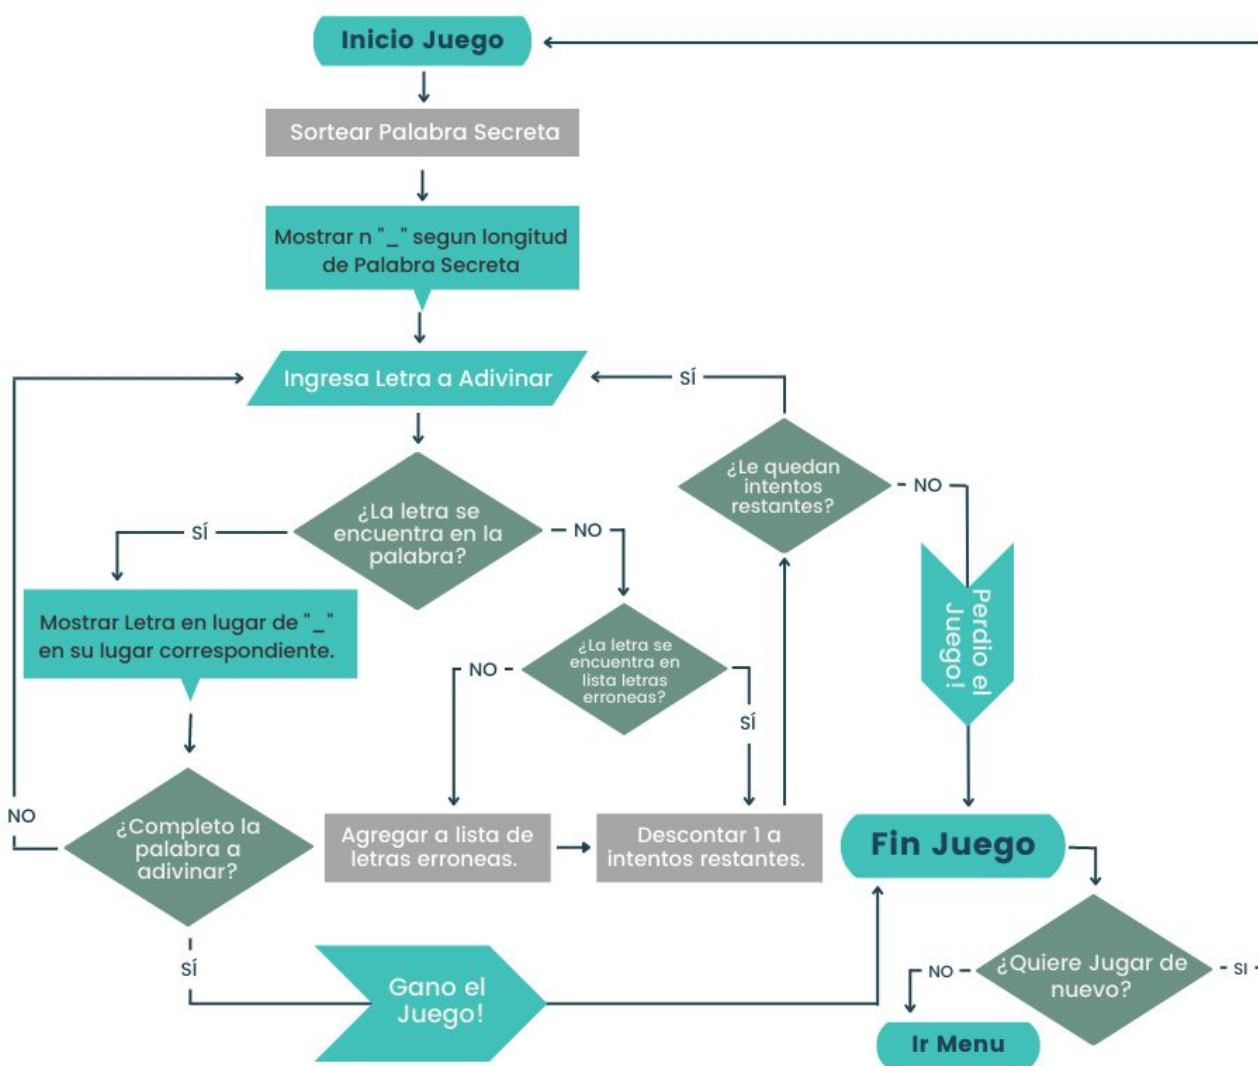 Inicio Juego
Sortear Palabra Secreta
Mostrar n "_" segun longitud
de Palabra Secreta
Ingresa Letra a Adivinar
SÍ
¿Le quedan
intentos
restantes?
NO
¿La letra se
encuentra en la
palabra?
SÍ
NO
Mostrar Letra en lugar de "_"
en su lugar correspondiente.
¿La letra se
encuentra en
lista letras
erroneas?
NO
SÍ
Perdio el
Juego!
NO
¿Completo la
palabra a
adivinar?
Agregar a lista de
letras erroneas.
Descontar 1 a
intentos restantes.
Fin Juego
SÍ
Gano el
Juego!
¿Quiere Jugar de
nuevo?
NO
SI
Ir Menu